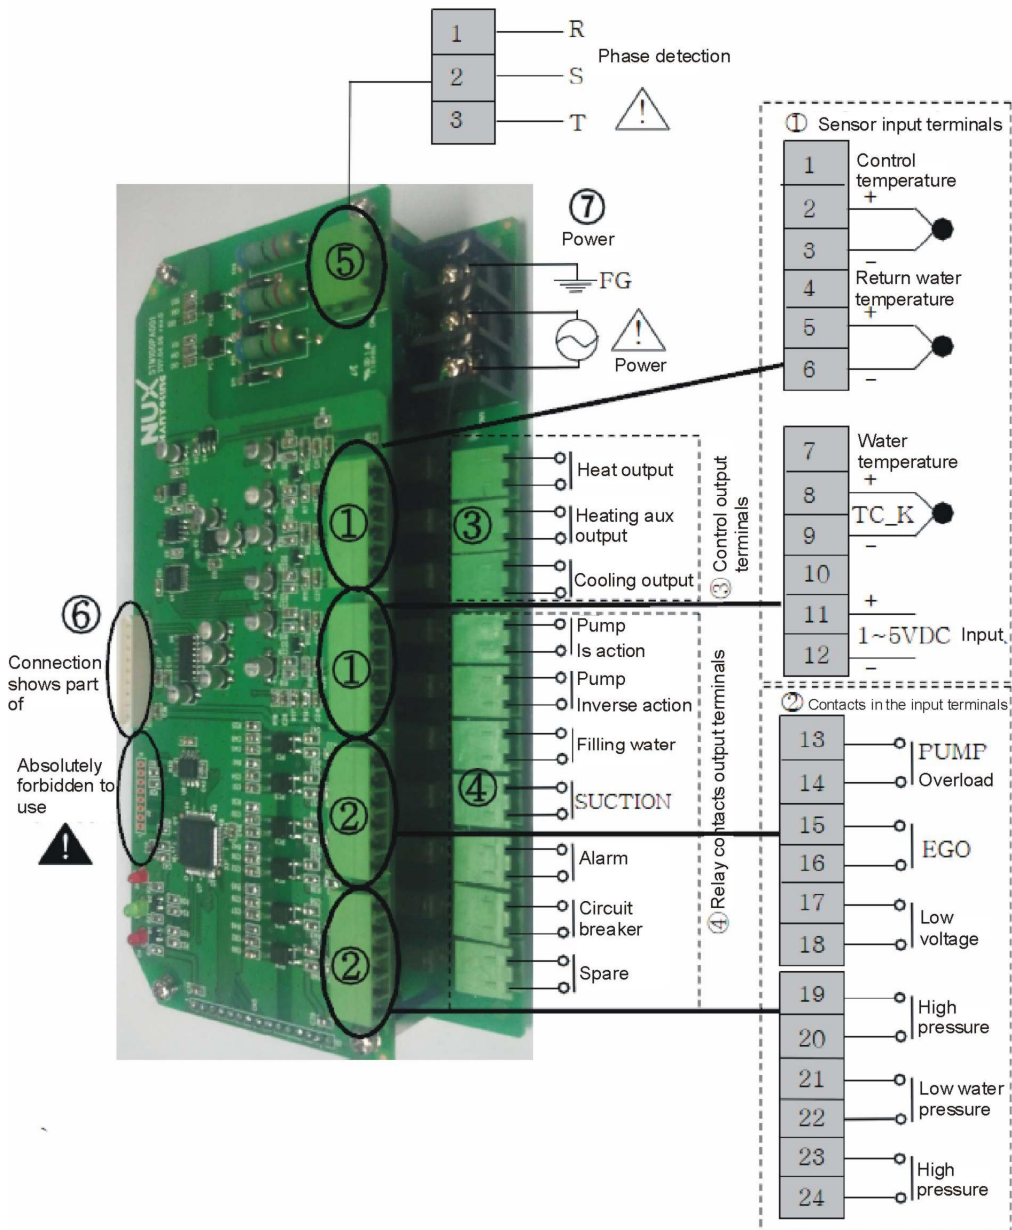 1
R
2
S
3
T
Phase detection
① Sensor input terminals
1
Control
temperature
2
+
3
−
4
Return water
temperature
5
+
6
−
7
Water
temperature
8
+
TC_K
9
−
10
11
+
1~5VDC Input
12
−
② Contacts in the input terminals
13
PUMP
14
Overload
15
EGO
16
17
Low
voltage
18
19
High
pressure
20
21
Low water
pressure
22
23
High
pressure
24
⑦
Power
FG
Power
⑤
NUX
STN100PA001
①
①
②
②
③
④
Heat output
Heating aux
output
Cooling output
③ Control output
terminals
Pump
Is action
Pump
Inverse action
Filling water
SUCTION
Alarm
Circuit
breaker
Spare
④ Relay contacts output terminals
⑥
Connection
shows part
of
Absolutely
forbidden to
use